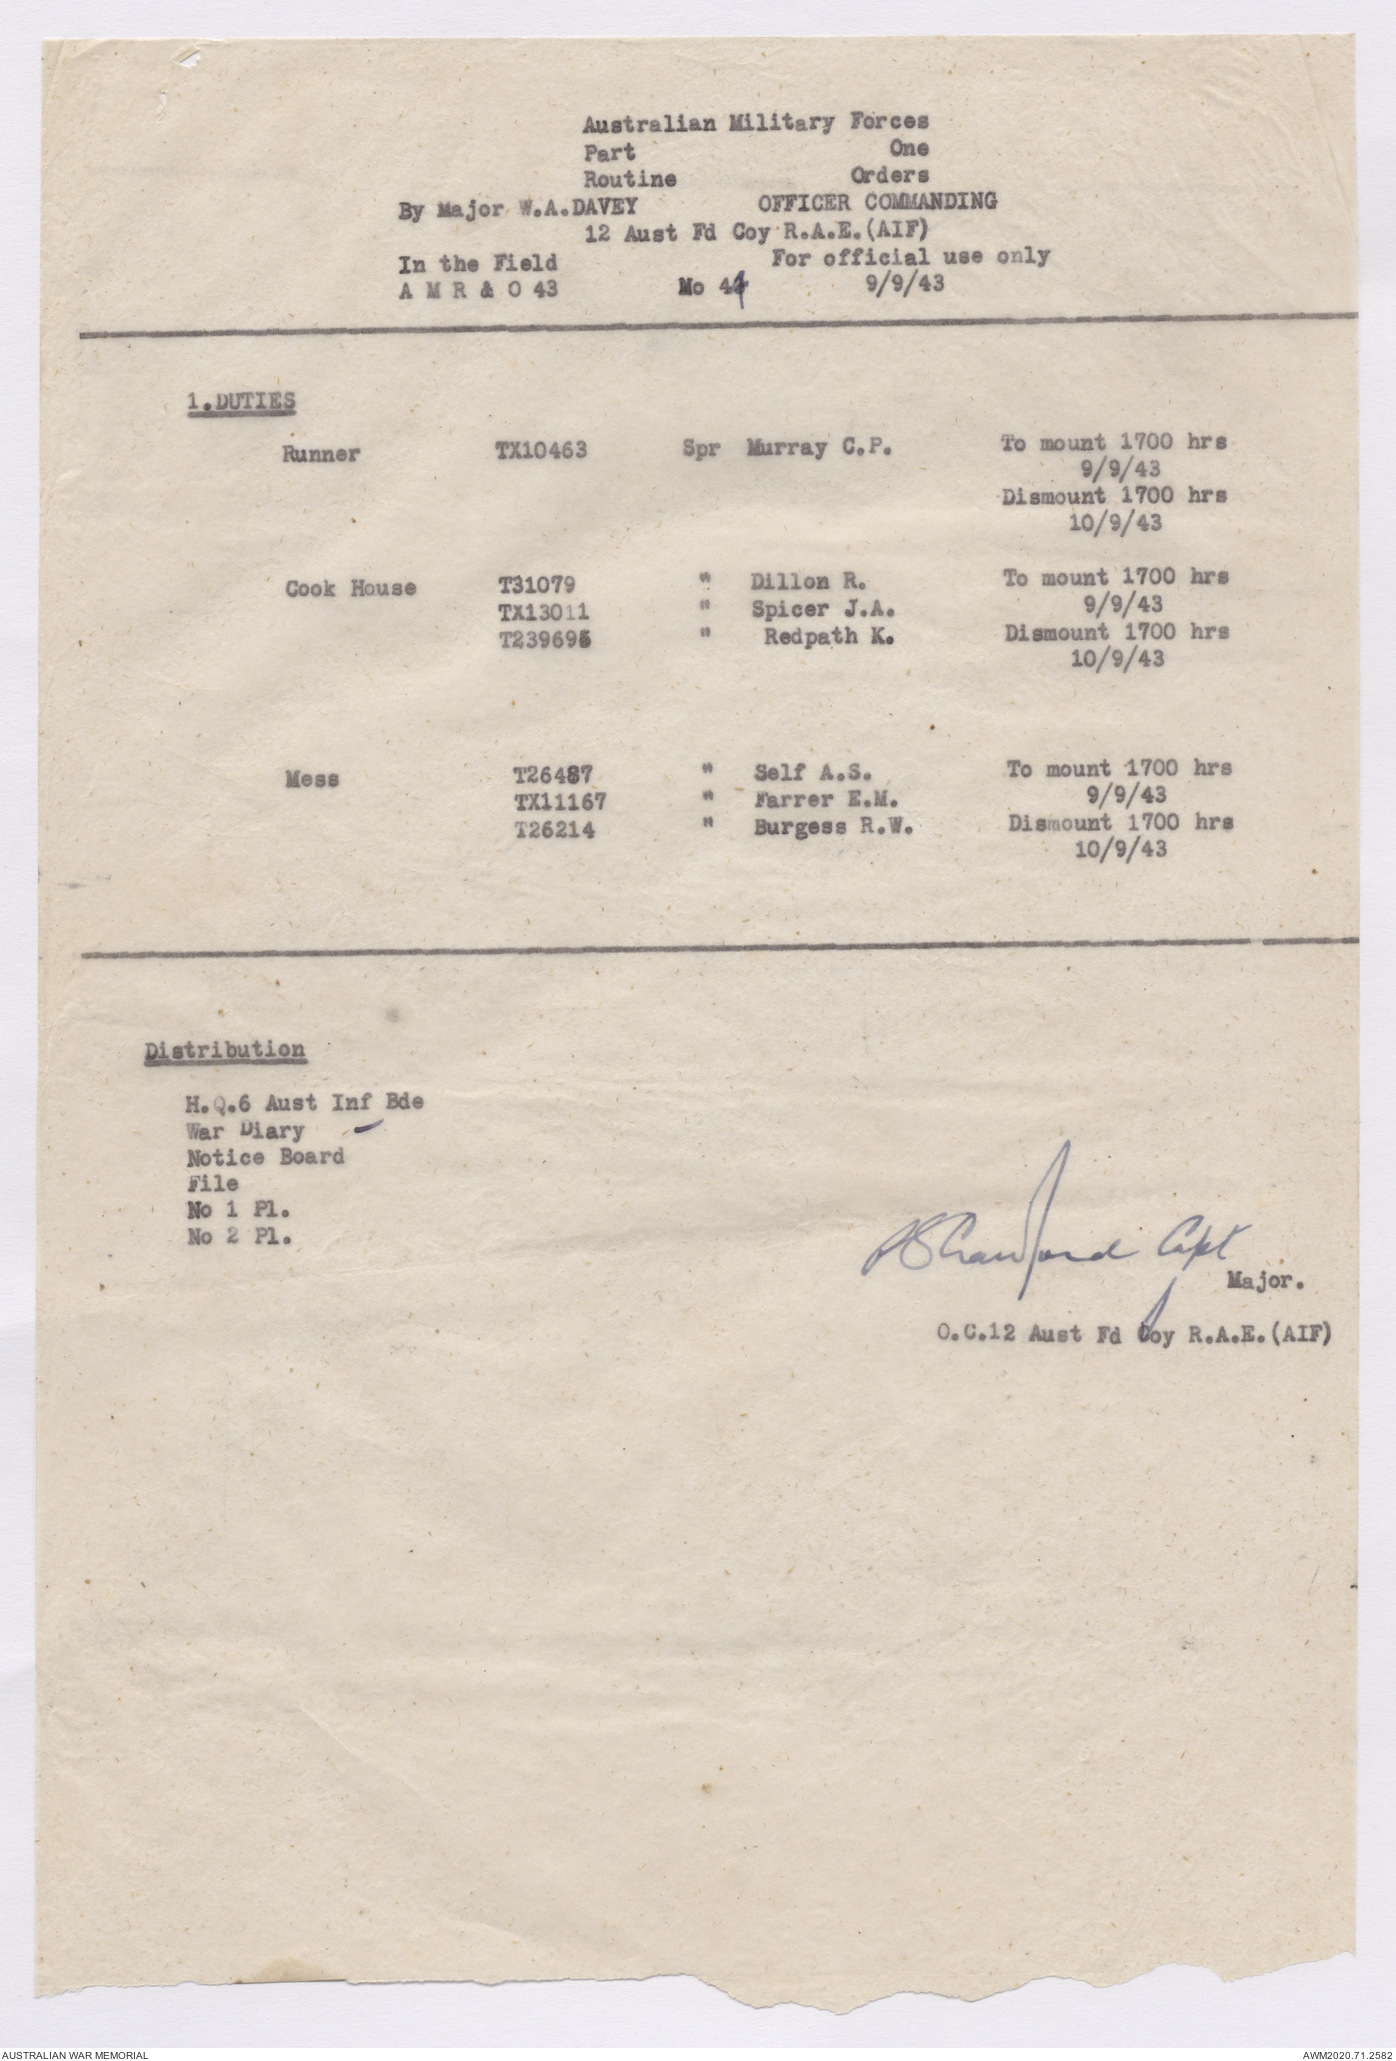 Australian Military Forces
Part One
Routine Orders
By Major W.A.DAVEY OFFICER COMMANDING
12 Aust Fd Coy R.A.E.(AIF)
In the Field For official use only
A M R & O 43 Mo 44 9/9/43
1.DUTIES
Runner TX10463 Spr Murray C.P. To mount 1700 hrs
9/9/43
Dismount 1700 hrs
10/9/43
Cook House T31079 " Dillon R. To mount 1700 hrs
TX13011 " Spicer J.A. 9/9/43
T239695 " Redpath K. Dismount 1700 hrs
10/9/43
Mess T26487 " Self A.S. To mount 1700 hrs
TX11167 " Farrer E.M. 9/9/43
T26214 " Burgess R.W. Dismount 1700 hrs
10/9/43
Distribution
H.Q.6 Aust Inf Bde
War Diary
Notice Board
File
No 1 Pl.
No 2 Pl.
Crawford Capt
Major.
O.C.12 Aust Fd Coy R.A.E.(AIF)
AUSTRALIAN WAR MEMORIAL AWM2020.71.2582